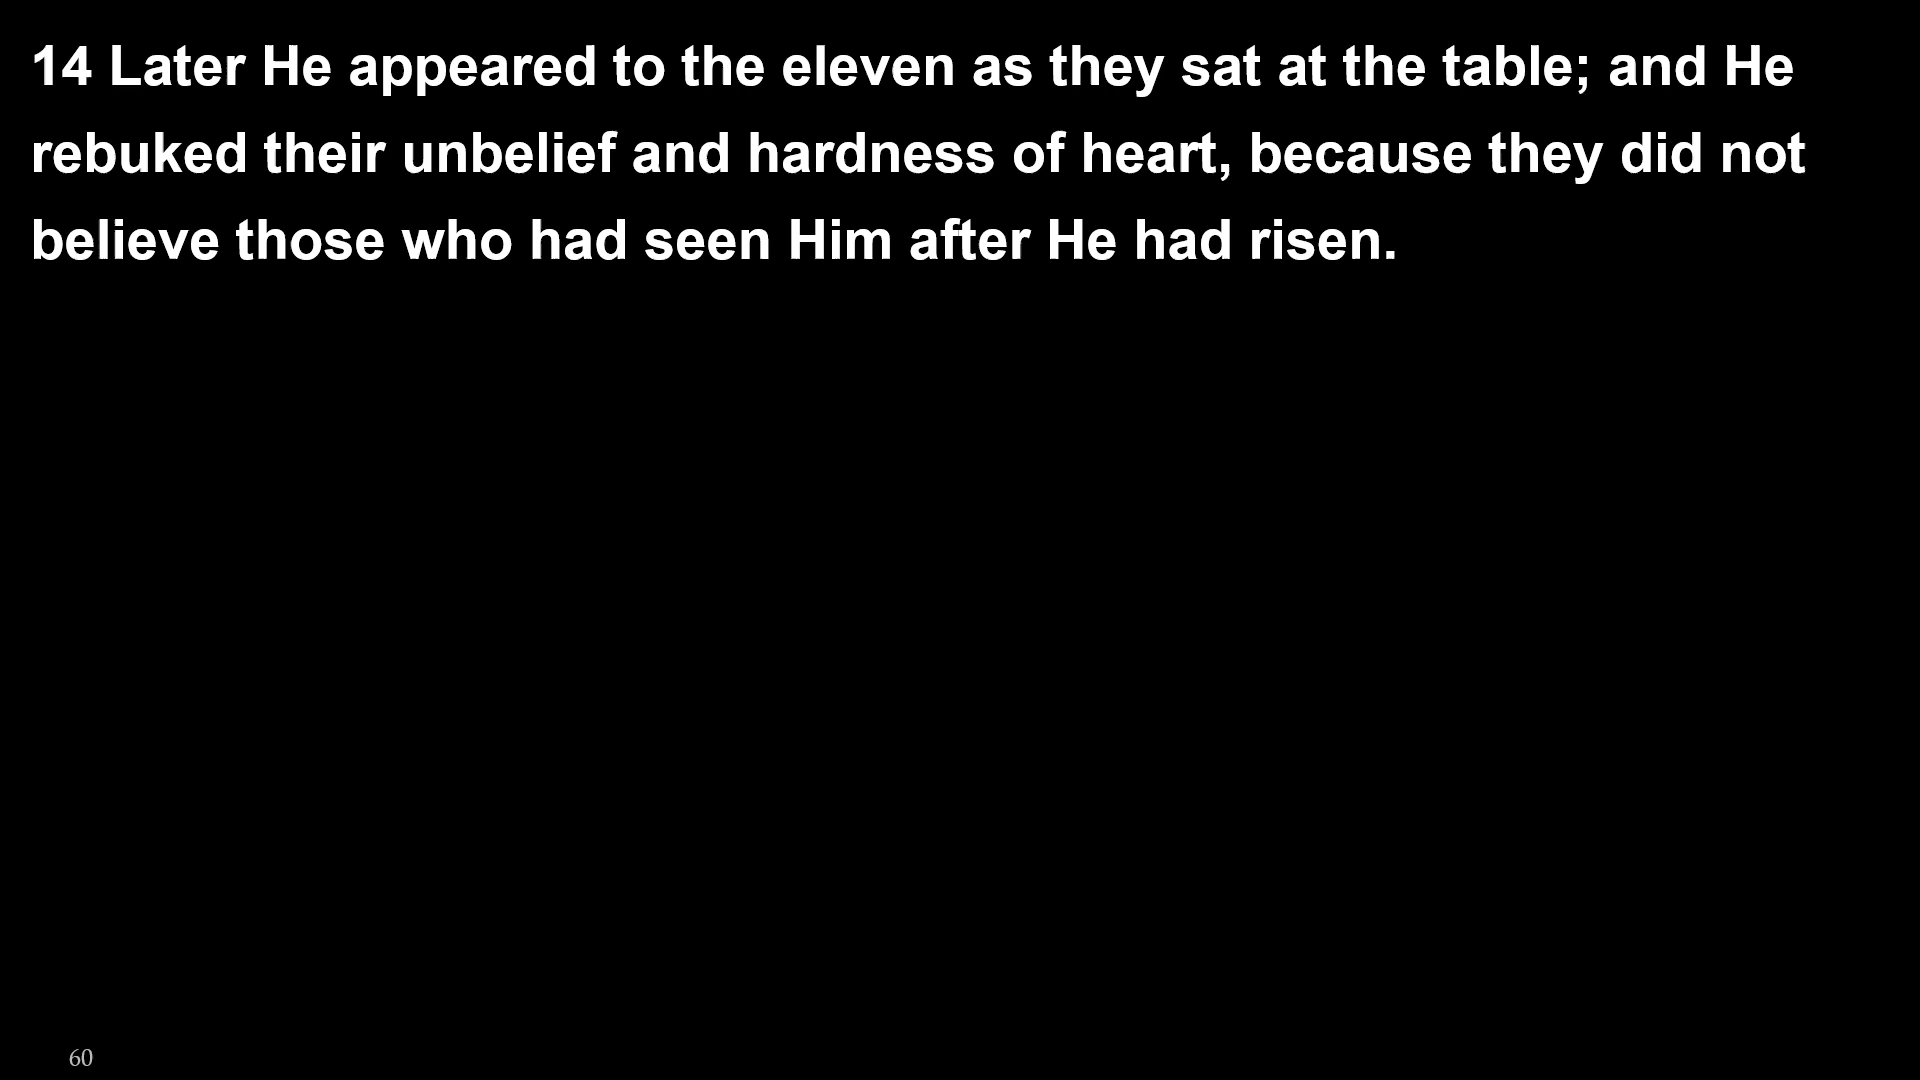 14 Later He appeared to the eleven as they sat at the table; and He
rebuked their unbelief and hardness of heart, because they did not
believe those who had seen Him after He had risen.
60